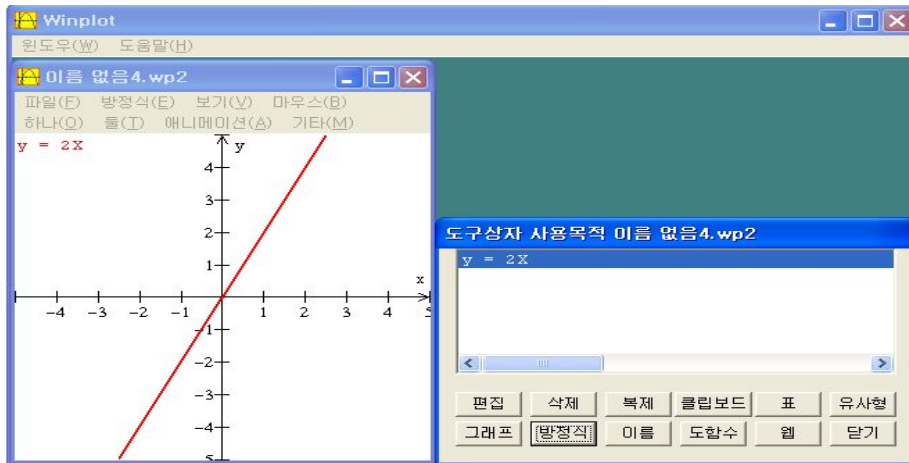 Winplot
윈도우(W) 도움말(H)
이름 없음4.wp2
파일(F) 방정식(E) 보기(V) 마우스(B)
하나(O) 둘(T) 애니메이션(A) 기타(M)
y = 2X
y
4
3
2
1
x
-4 -3 -2 -1 1 2 3 4 5
-1
-2
-3
-4
5
도구상자 사용목적 이름 없음4.wp2
y = 2X
편집 삭제 복제 클립보드 표 유사형
그래프 방정식 이름 도함수 웹 닫기